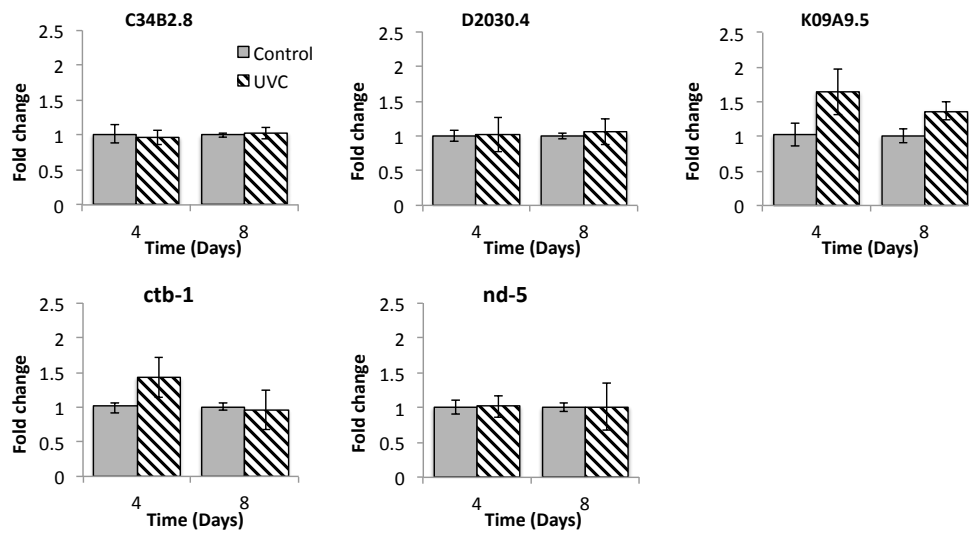 C34B2.8
Fold change
2.5
2
1.5
1
0.5
0
Control
UVC
4 8
Time (Days)
D2030.4
Fold change
2.5
2
1.5
1
0.5
0
4 8
Time (Days)
K09A9.5
Fold change
2.5
2
1.5
1
0.5
0
4 8
Time (Days)
ctb-1
Fold change
2.5
2
1.5
1
0.5
0
4 8
Time (Days)
nd-5
Fold change
2.5
2
1.5
1
0.5
0
4 8
Time (Days)